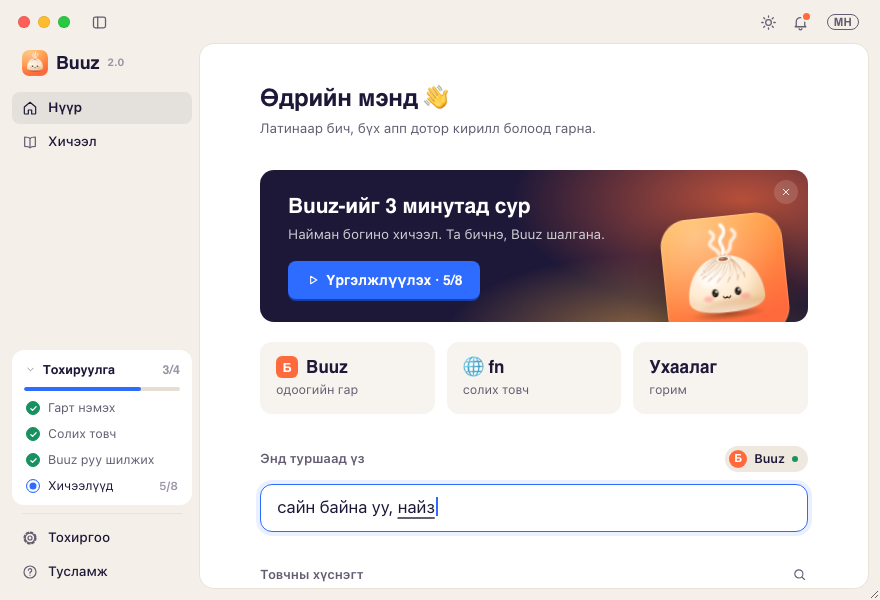 MH
Buuz 2.0
Нүүр
Хичээл
Тохируулга 3/4
Гарт нэмэх
Солих товч
Buuz руу шилжих
Хичээлүүд 5/8
Тохиргоо
Тусламж
Өдрийн мэнд
Латинаар бич, бүх апп дотор кирилл болоод гарна.
Buuz-ийг 3 минутад сур
Найман богино хичээл. Та бичнэ, Buuz шалгана.
Үргэлжлүүлэх · 5/8
Б Buuz
одоогийн гар
fn
солих товч
Ухаалаг
горим
Энд туршаад үз
Б Buuz
сайн байна уу, найз
Товчны хүснэгт